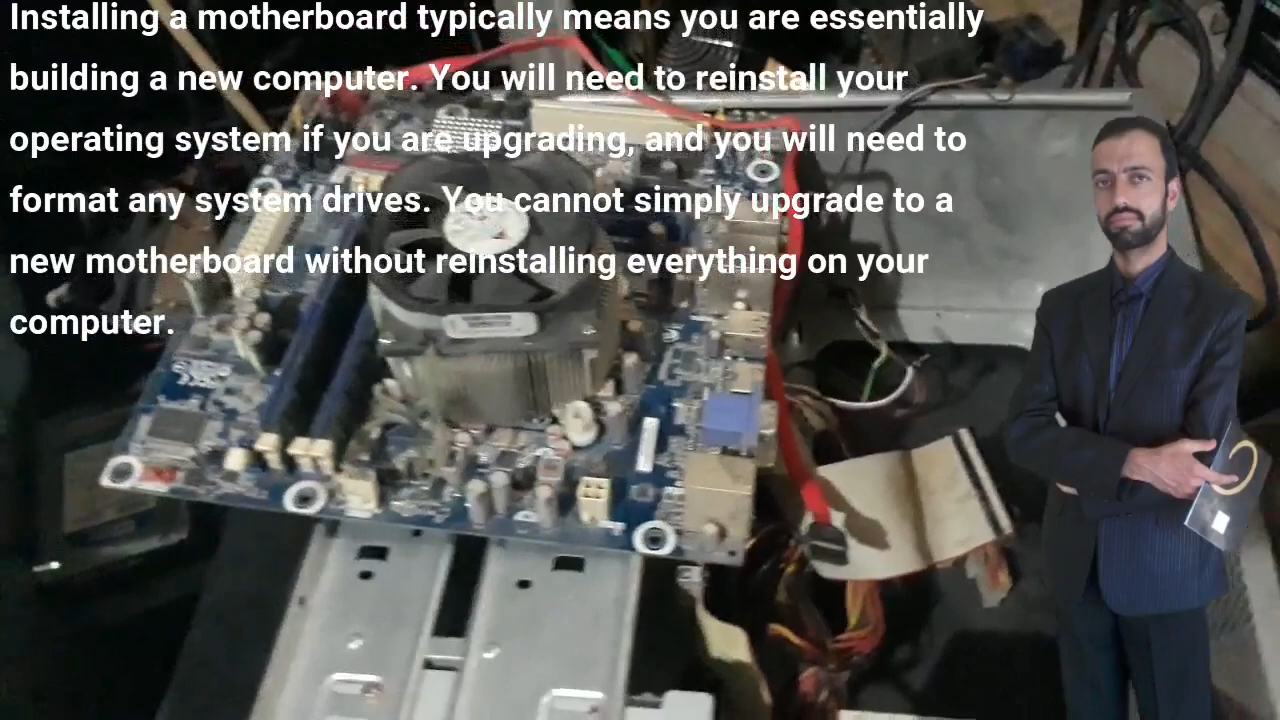 Installing a motherboard typically means you are essentially
building a new computer. You will need to reinstall your
operating system if you are upgrading, and you will need to
format any system drives. You cannot simply upgrade to a
new motherboard without reinstalling everything on your
computer.